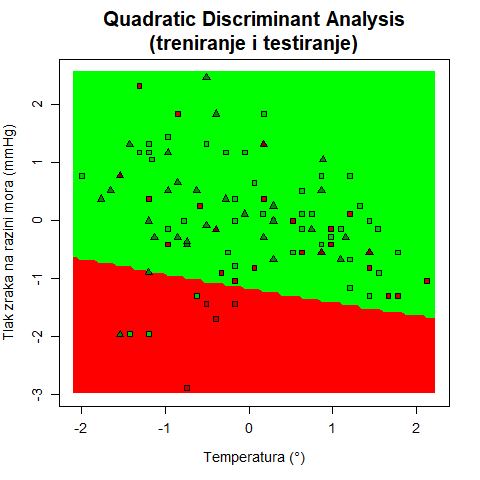 Quadratic Discriminant Analysis
(treniranje i testiranje)
Tlak zraka na razini mora (mmHg)
2
1
0
-1
-2
-3
-2
-1
0
1
2
Temperatura (°)